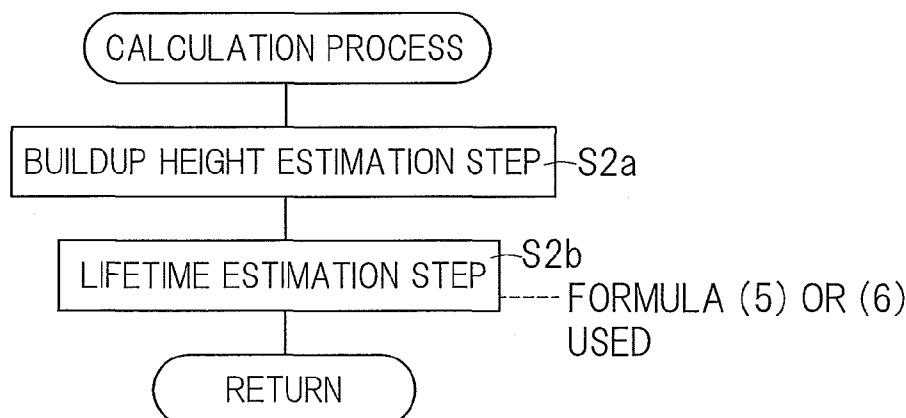 CALCULATION PROCESS
BUILDUP HEIGHT ESTIMATION STEP
S2a
LIFETIME ESTIMATION STEP
S2b
FORMULA (5) OR (6)
USED
RETURN